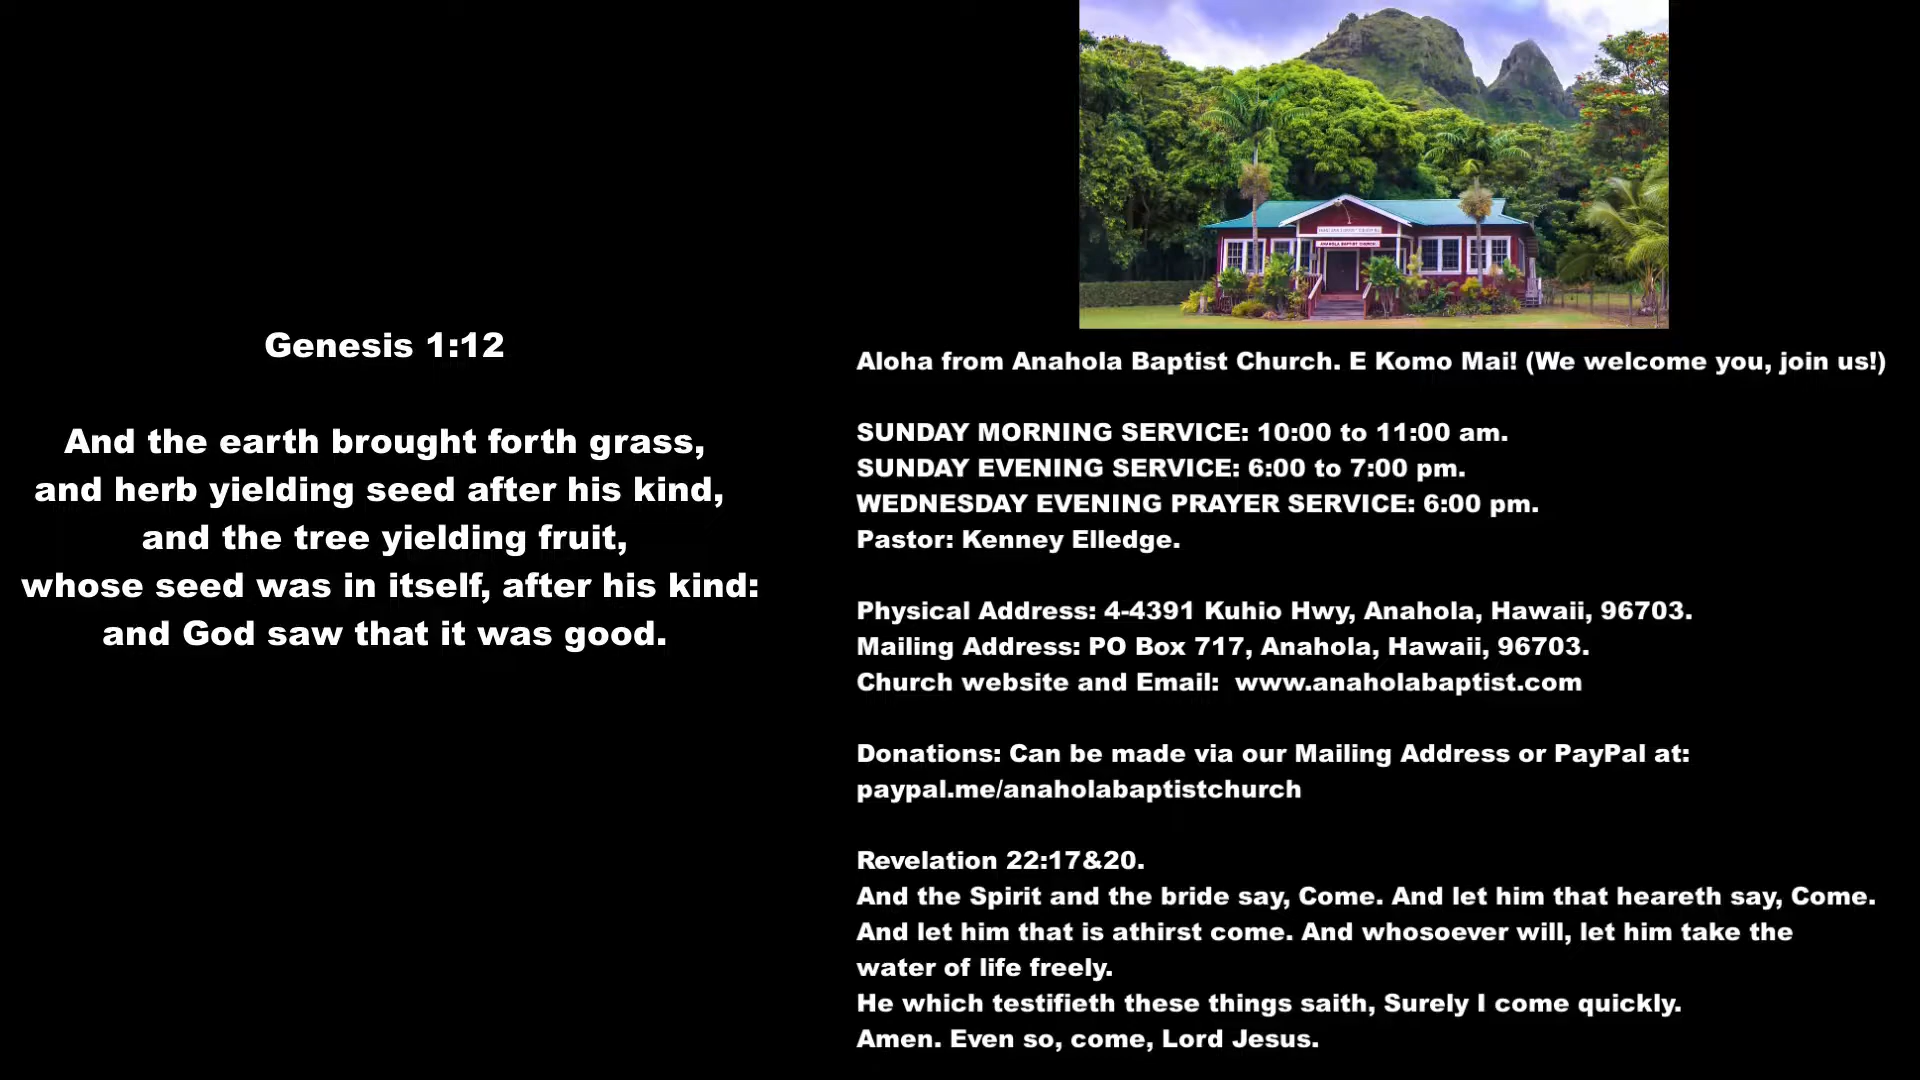 Genesis 1:12
And the earth brought forth grass,
and herb yielding seed after his kind,
and the tree yielding fruit,
whose seed was in itself, after his kind:
and God saw that it was good.
ANAHOLA BAPTIST CHURCH
Aloha from Anahola Baptist Church. E Komo Mai! (We welcome you, join us!)
SUNDAY MORNING SERVICE: 10:00 to 11:00 am.
SUNDAY EVENING SERVICE: 6:00 to 7:00 pm.
WEDNESDAY EVENING PRAYER SERVICE: 6:00 pm.
Pastor: Kenney Elledge.
Physical Address: 4-4391 Kuhio Hwy, Anahola, Hawaii, 96703.
Mailing Address: PO Box 717, Anahola, Hawaii, 96703.
Church website and Email:  www.anaholabaptist.com
Donations: Can be made via our Mailing Address or PayPal at:
paypal.me/anaholabaptistchurch
Revelation 22:17&20.
And the Spirit and the bride say, Come. And let him that heareth say, Come.
And let him that is athirst come. And whosoever will, let him take the
water of life freely.
He which testifieth these things saith, Surely I come quickly.
Amen. Even so, come, Lord Jesus.